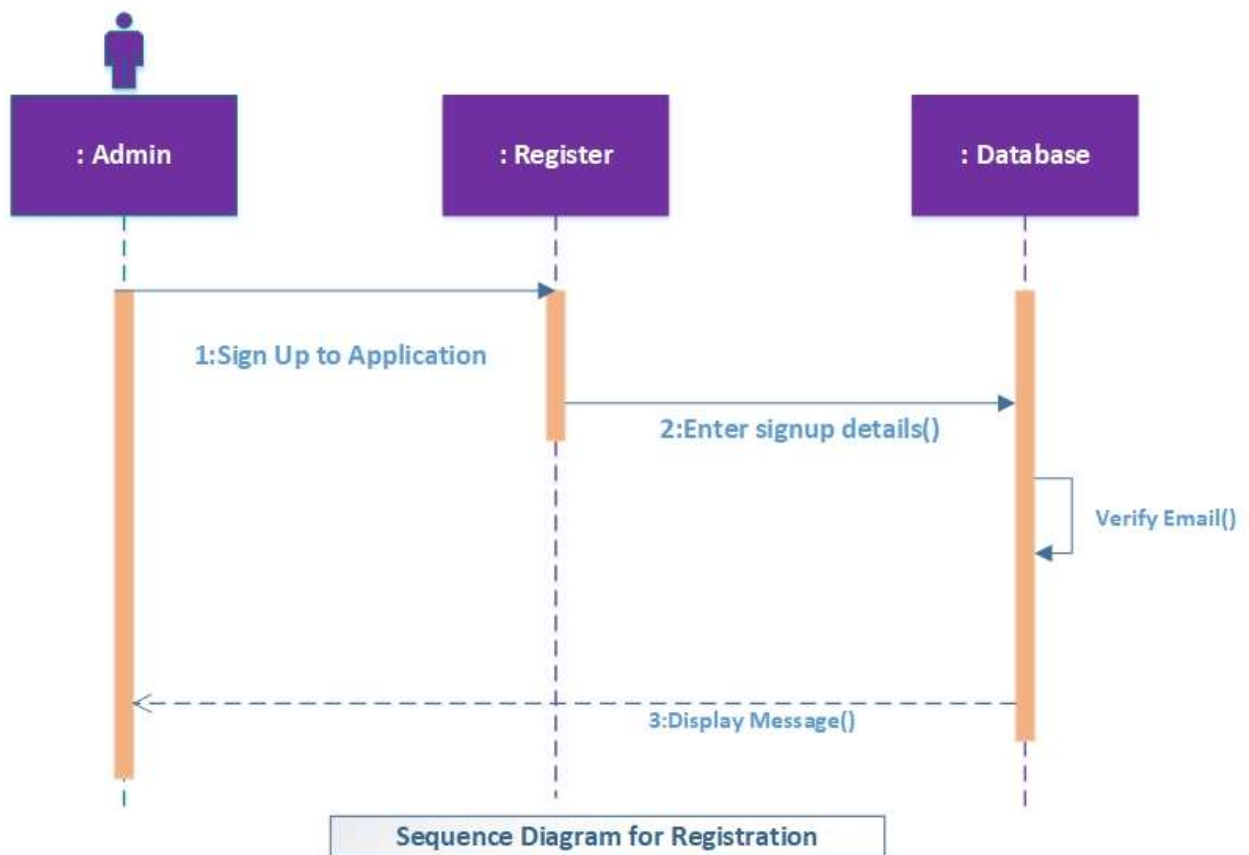 : Admin
: Register
: Database
1:Sign Up to Application
2:Enter signup details()
Verify Email()
3:Display Message()
Sequence Diagram for Registration